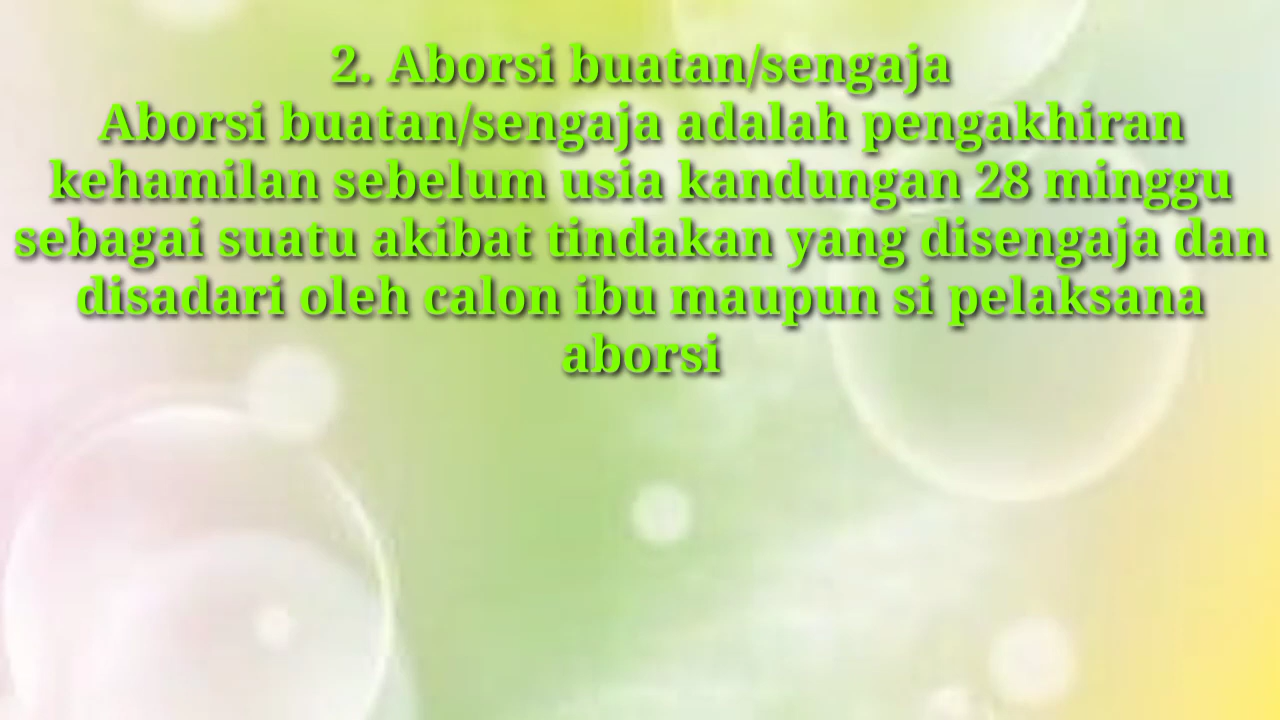 2. Aborsi buatan/sengaja
Aborsi buatan/sengaja adalah pengakhiran
kehamilan sebelum usia kandungan 28 minggu
sebagai suatu akibat tindakan yang disengaja dan
disadari oleh calon ibu maupun si pelaksana
aborsi